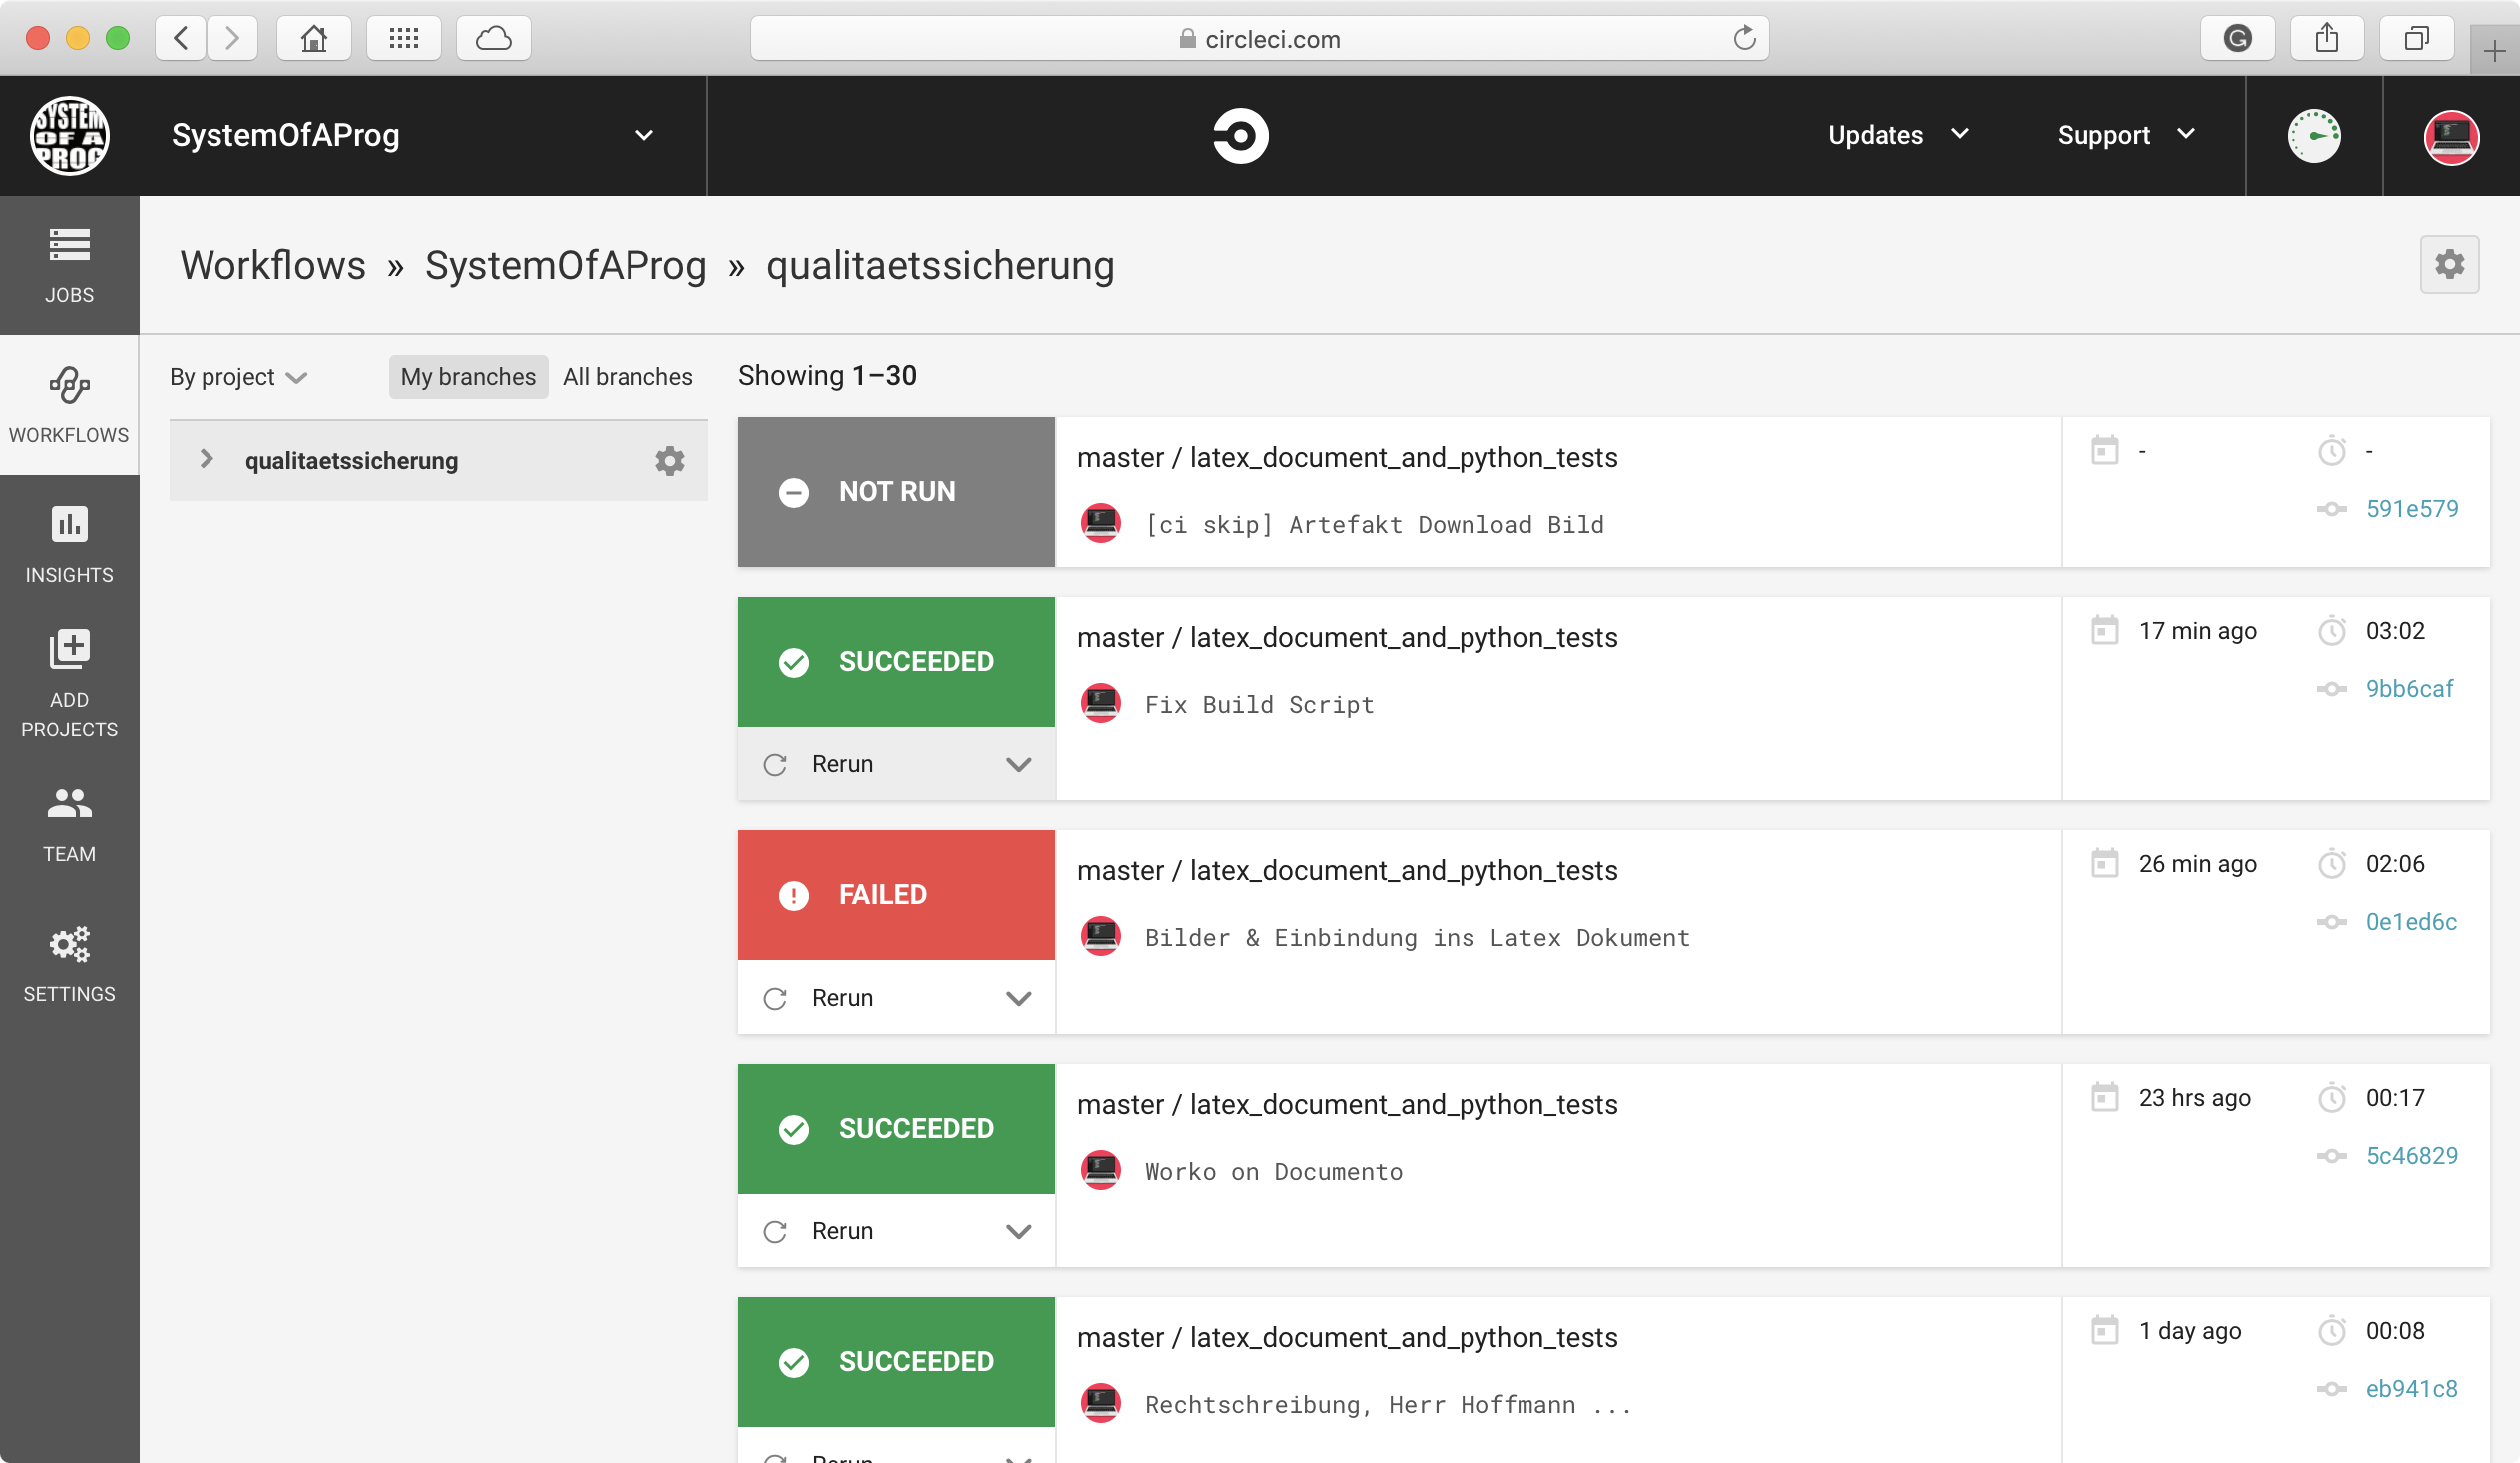 circleci.com
SYSTEM
OF A
PROG
SystemOfAProg
Updates
Support
JOBS
WORKFLOWS
INSIGHTS
ADD
PROJECTS
TEAM
SETTINGS
Workflows » SystemOfAProg » qualitaetssicherung
By project
My branches
All branches
qualitaetssicherung
Showing 1–30
NOT RUN
master / latex_document_and_python_tests
[ci skip] Artefakt Download Bild
-
-
591e579
SUCCEEDED
Rerun
master / latex_document_and_python_tests
Fix Build Script
17 min ago
03:02
9bb6caf
FAILED
Rerun
master / latex_document_and_python_tests
Bilder & Einbindung ins Latex Dokument
26 min ago
02:06
0e1ed6c
SUCCEEDED
Rerun
master / latex_document_and_python_tests
Worko on Documento
23 hrs ago
00:17
5c46829
SUCCEEDED
Rerun
master / latex_document_and_python_tests
Rechtschreibung, Herr Hoffmann ...
1 day ago
00:08
eb941c8